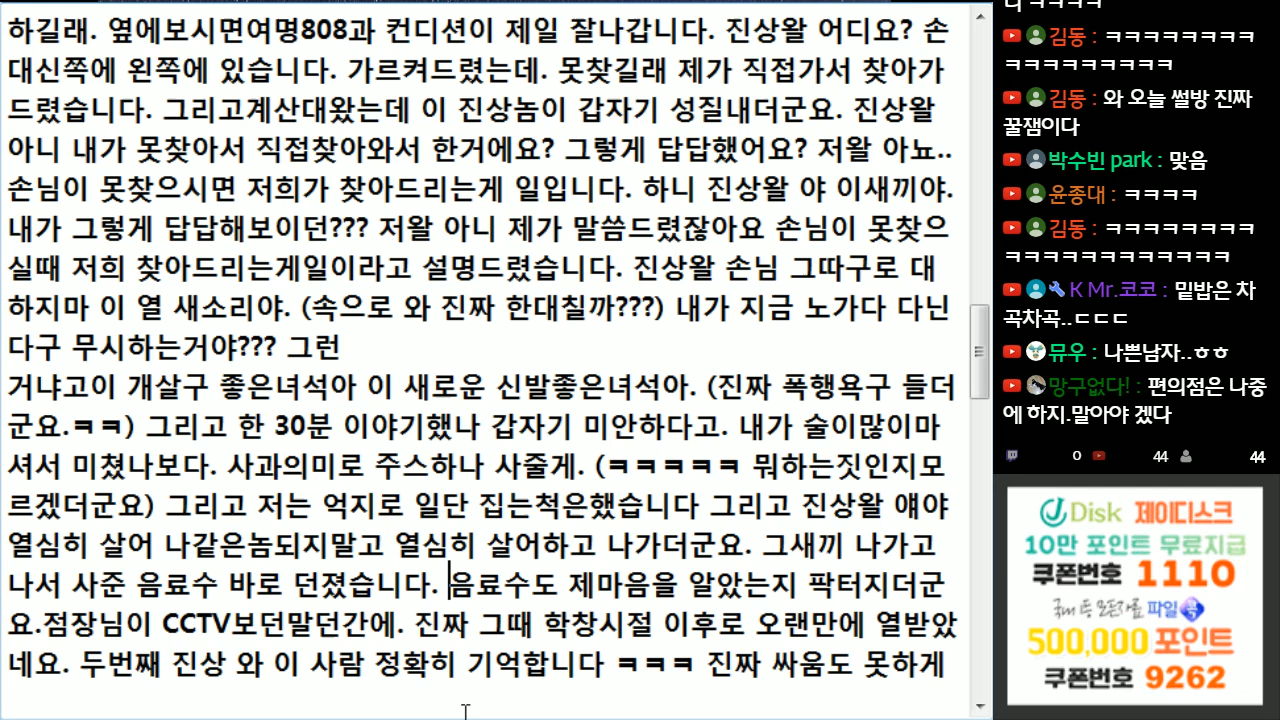 하길래. 옆에보시면여명808과 컨디션이 제일 잘나갑니다. 진상왈 어디요? 손
대신쪽에 왼쪽에 있습니다. 가르켜드렸는데. 못찾길래 제가 직접가서 찾아가
드렸습니다. 그리고계산대왔는데 이 진상놈이 갑자기 성질내더군요. 진상왈
아니 내가 못찾아서 직접찾아와서 한거에요? 그렇게 답답했어요? 저왈 아뇨..
손님이 못찾으시면 저희가 찾아드리는게 일입니다. 하니 진상왈 야 이새끼야.
내가 그렇게 답답해보이던??? 저왈 아니 제가 말씀드렸잖아요 손님이 못찾으
실때 저희 찾아드리는게일이라고 설명드렸습니다. 진상왈 손님 그따구로 대
하지마 이 열 새소리야. (속으로 와 진짜 한대칠까???) 내가 지금 노가다 다닌
다구 무시하는거야??? 그런
거냐고이 개살구 좋은녀석아 이 새로운 신발좋은녀석아. (진짜 폭행욕구 들더
군요.ㅋㅋ) 그리고 한 30분 이야기했나 갑자기 미안하다고. 내가 술이많이마
셔서 미쳤나보다. 사과의미로 주스하나 사줄게. (ㅋㅋㅋㅋㅋ 뭐하는짓인지모
르겠더군요) 그리고 저는 억지로 일단 집는척은했습니다 그리고 진상왈 얘야
열심히 살어 나같은놈되지말고 열심히 살어하고 나가더군요. 그새끼 나가고
나서 사준 음료수 바로 던졌습니다. 음료수도 제마음을 알았는지 팍터지더군
요.점장님이 CCTV보던말던간에. 진짜 그때 학창시절 이후로 오랜만에 열받았
네요. 두번째 진상 와 이 사람 정확히 기억합니다 ㅋㅋㅋ 진짜 싸움도 못하게
김동 : ㅋㅋㅋㅋㅋㅋㅋㅋ
ㅋㅋㅋㅋㅋㅋㅋㅋㅋ
김동 : 와 오늘 썰방 진짜
꿀잼이다
박수빈 park : 맞음
윤종대 : ㅋㅋㅋㅋ
김동 : ㅋㅋㅋㅋㅋㅋㅋㅋ
ㅋㅋㅋㅋㅋㅋㅋㅋㅋㅋㅋㅋ
K Mr.코코 : 밑밥은 차
곡차곡..ㄷㄷㄷ
뮤우 : 나쁜남자..ㅎㅎ
망구없다! : 편의점은 나중
에 하지.말아야 겠다
0 44 44
Disk 제이디스크
10만 포인트 무료지급
쿠폰번호 1110
국내 등 모든자료 파일콕
500,000 포인트
쿠폰번호 9262